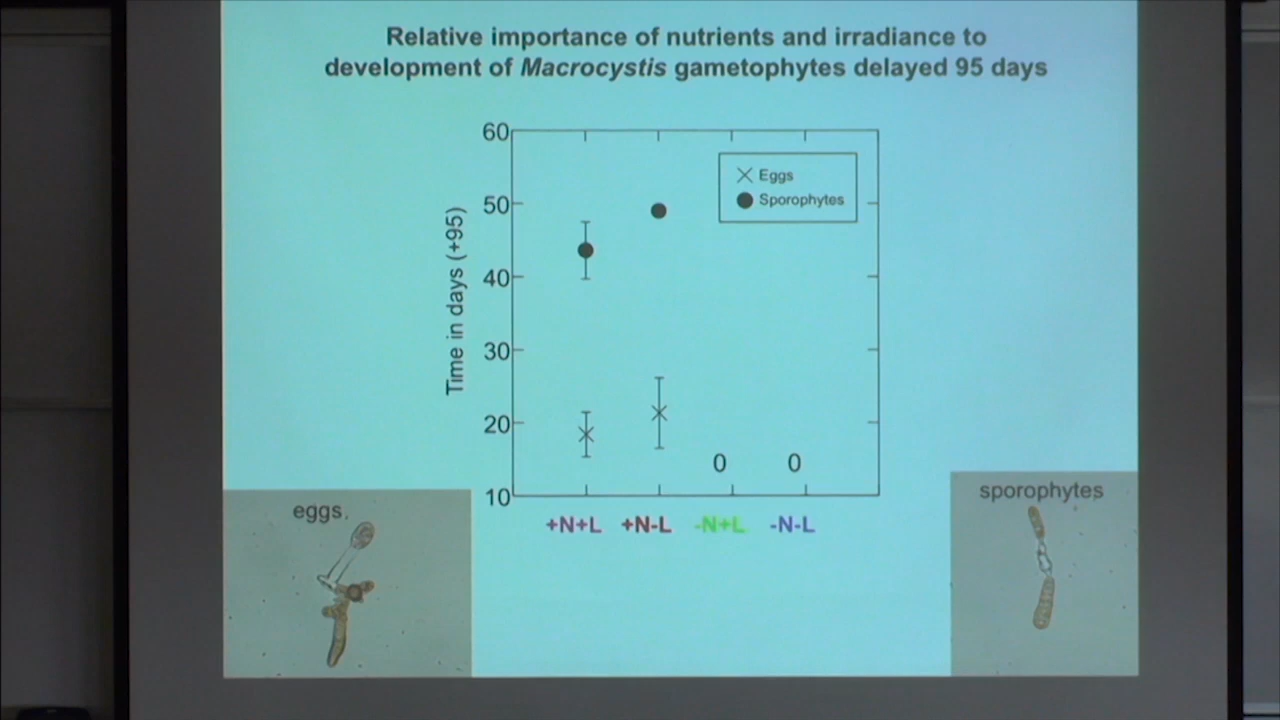 Relative importance of nutrients and irradiance to
development of Macrocystis gametophytes delayed 95 days
60
50
40
30
20
10
Time in days (+95)
Eggs
Sporophytes
0 0
+N+L +N-L -N+L -N-L
eggs
sporophytes